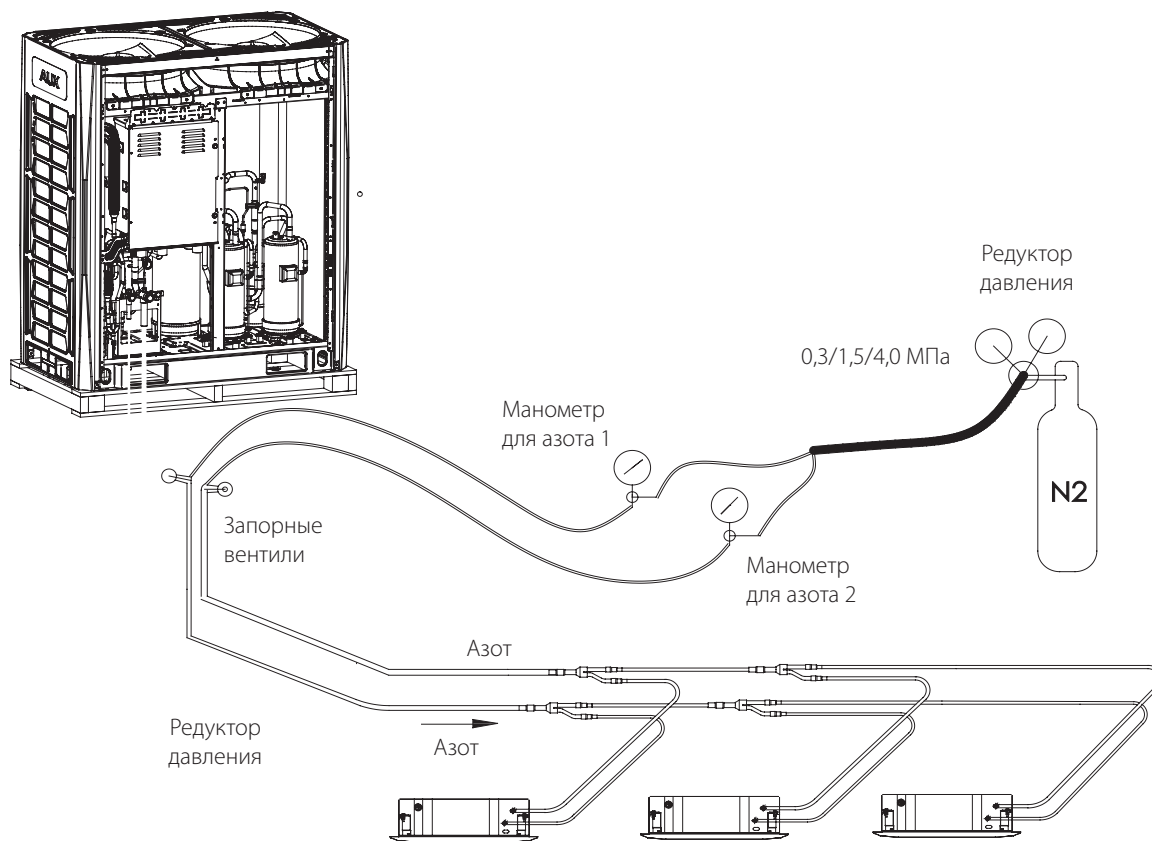 AUX
Редуктор
давления
0,3/1,5/4,0 МПа
Манометр
для азота 1
N2
Запорные
вентили
Манометр
для азота 2
Азот
Редуктор
давления
Азот